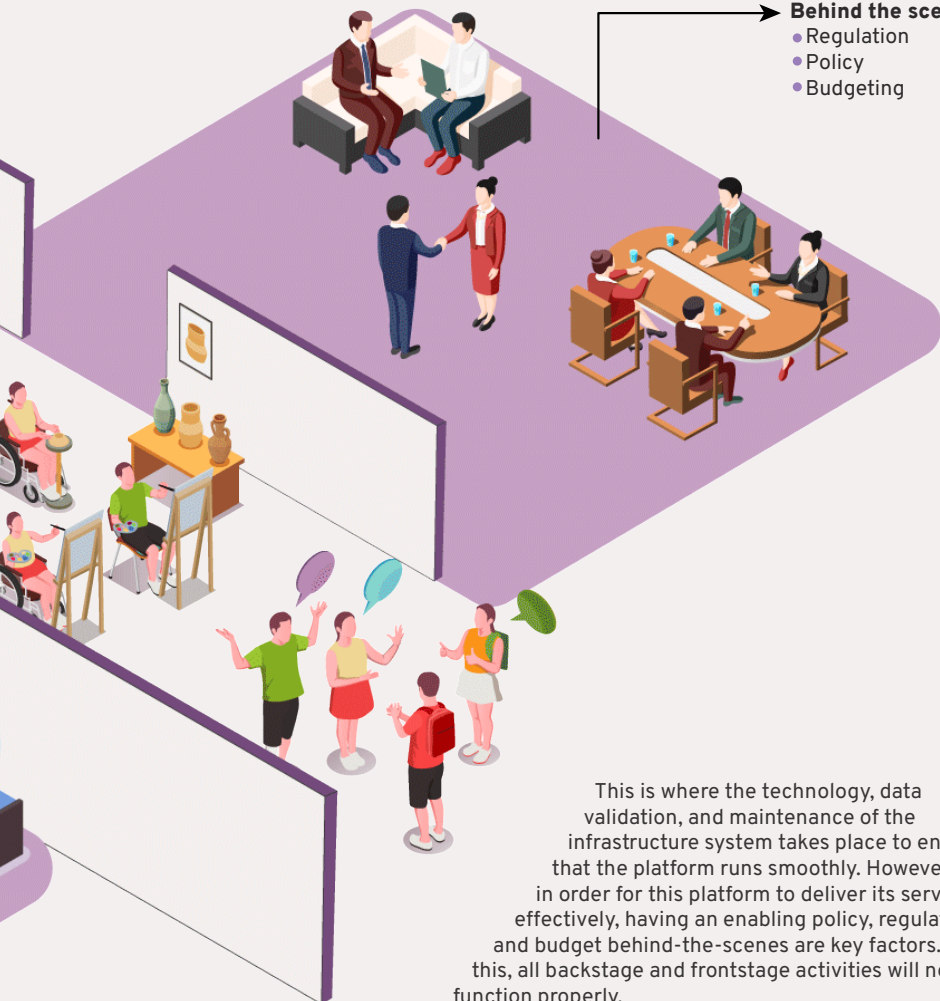 Behind the sce
Regulation
Policy
Budgeting
This is where the technology, data
validation, and maintenance of the
infrastructure system takes place to en
that the platform runs smoothly. Howeve
in order for this platform to deliver its serv
effectively, having an enabling policy, regula
and budget behind-the-scenes are key factors.
this, all backstage and frontstage activities will no
function properly.